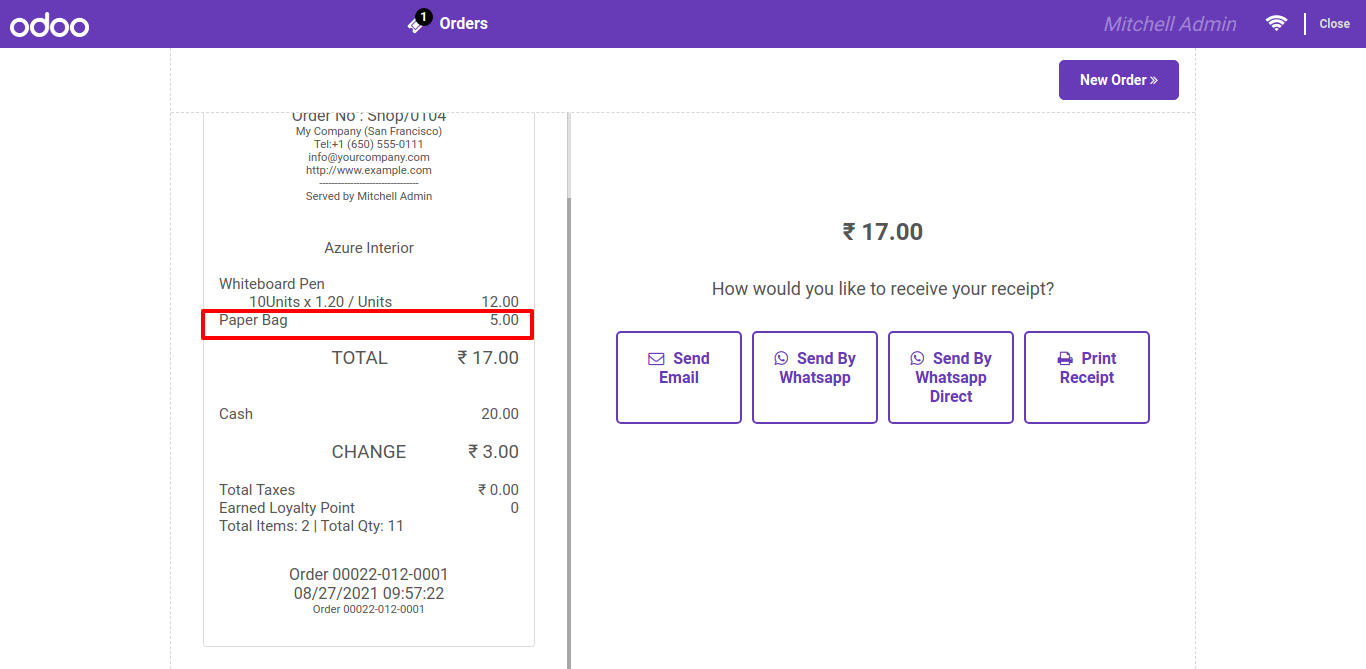 odoo
1 Orders
Mitchell Admin
Close
New Order »
Order No : Shop/0104
My Company (San Francisco)
Tel:+1 (650) 555-0111
info@yourcompany.com
http://www.example.com
--------------------------------
Served by Mitchell Admin
Azure Interior
Whiteboard Pen
10Units x 1.20 / Units 12.00
Paper Bag 5.00
TOTAL ₹ 17.00
Cash 20.00
CHANGE ₹ 3.00
Total Taxes ₹ 0.00
Earned Loyalty Point 0
Total Items: 2 | Total Qty: 11
Order 00022-012-0001
08/27/2021 09:57:22
Order 00022-012-0001
₹ 17.00
How would you like to receive your receipt?
Send
Email
Send By
Whatsapp
Send By
Whatsapp
Direct
Print
Receipt